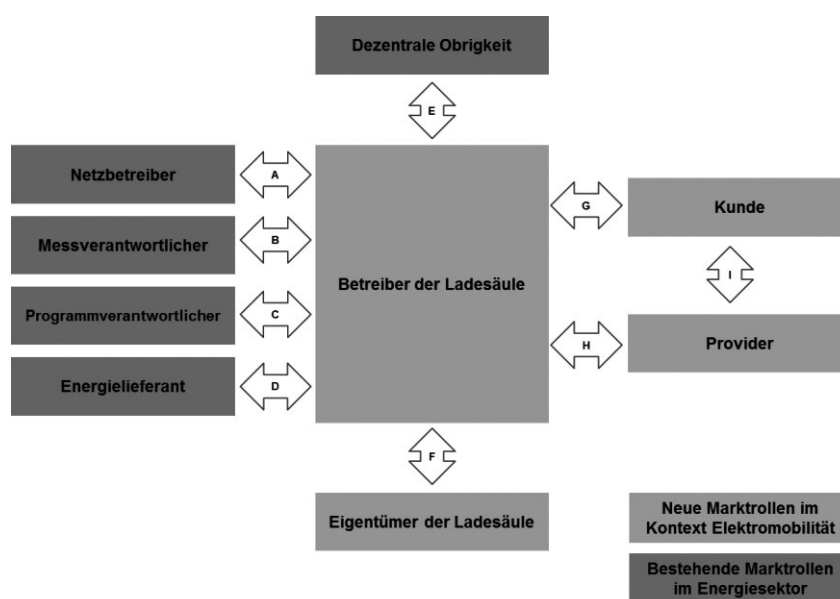 Dezentrale Obrigkeit
E
Netzbetreiber
A
Messverantwortlicher
B
Programmverantwortlicher
C
Energielieferant
D
Betreiber der Ladesäule
G
Kunde
I
H
Provider
F
Eigentümer der Ladesäule
Neue Marktrollen im
Kontext Elektromobilität
Bestehende Marktrollen
im Energiesektor